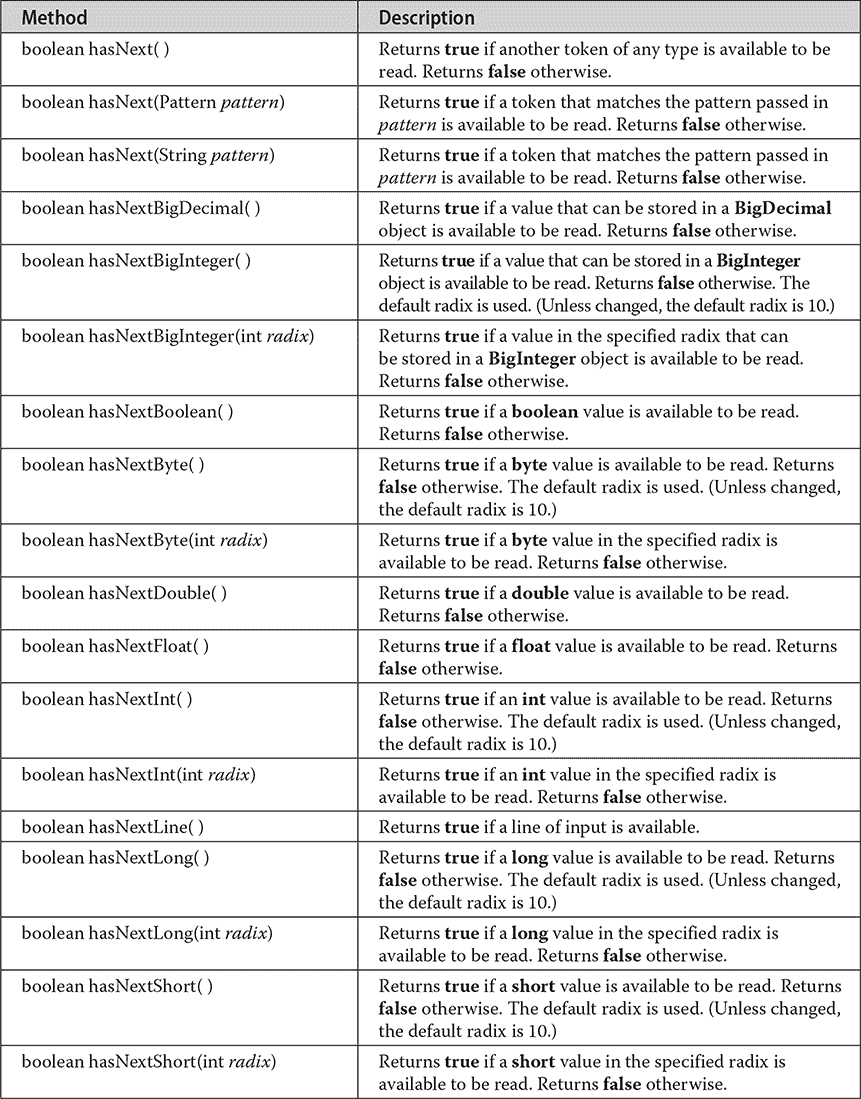 Method Description
boolean hasNext( ) Returns true if another token of any type is available to be
read. Returns false otherwise.
boolean hasNext(Pattern pattern) Returns true if a token that matches the pattern passed in
pattern is available to be read. Returns false otherwise.
boolean hasNext(String pattern) Returns true if a token that matches the pattern passed in
pattern is available to be read. Returns false otherwise.
boolean hasNextBigDecimal( ) Returns true if a value that can be stored in a BigDecimal
object is available to be read. Returns false otherwise.
boolean hasNextBigInteger( ) Returns true if a value that can be stored in a BigInteger
object is available to be read. Returns false otherwise. The
default radix is used. (Unless changed, the default radix is 10.)
boolean hasNextBigInteger(int radix) Returns true if a value in the specified radix that can
be stored in a BigInteger object is available to be read.
Returns false otherwise.
boolean hasNextBoolean( ) Returns true if a boolean value is available to be read.
Returns false otherwise.
boolean hasNextByte( ) Returns true if a byte value is available to be read. Returns
false otherwise. The default radix is used. (Unless changed,
the default radix is 10.)
boolean hasNextByte(int radix) Returns true if a byte value in the specified radix is
available to be read. Returns false otherwise.
boolean hasNextDouble( ) Returns true if a double value is available to be read.
Returns false otherwise.
boolean hasNextFloat( ) Returns true if a float value is available to be read. Returns
false otherwise.
boolean hasNextInt( ) Returns true if an int value is available to be read. Returns
false otherwise. The default radix is used. (Unless changed,
the default radix is 10.)
boolean hasNextInt(int radix) Returns true if an int value in the specified radix is
available to be read. Returns false otherwise.
boolean hasNextLine( ) Returns true if a line of input is available.
boolean hasNextLong( ) Returns true if a long value is available to be read. Returns
false otherwise. The default radix is used. (Unless changed,
the default radix is 10.)
boolean hasNextLong(int radix) Returns true if a long value in the specified radix is
available to be read. Returns false otherwise.
boolean hasNextShort( ) Returns true if a short value is available to be read. Returns
false otherwise. The default radix is used. (Unless changed,
the default radix is 10.)
boolean hasNextShort(int radix) Returns true if a short value in the specified radix is
available to be read. Returns false otherwise.